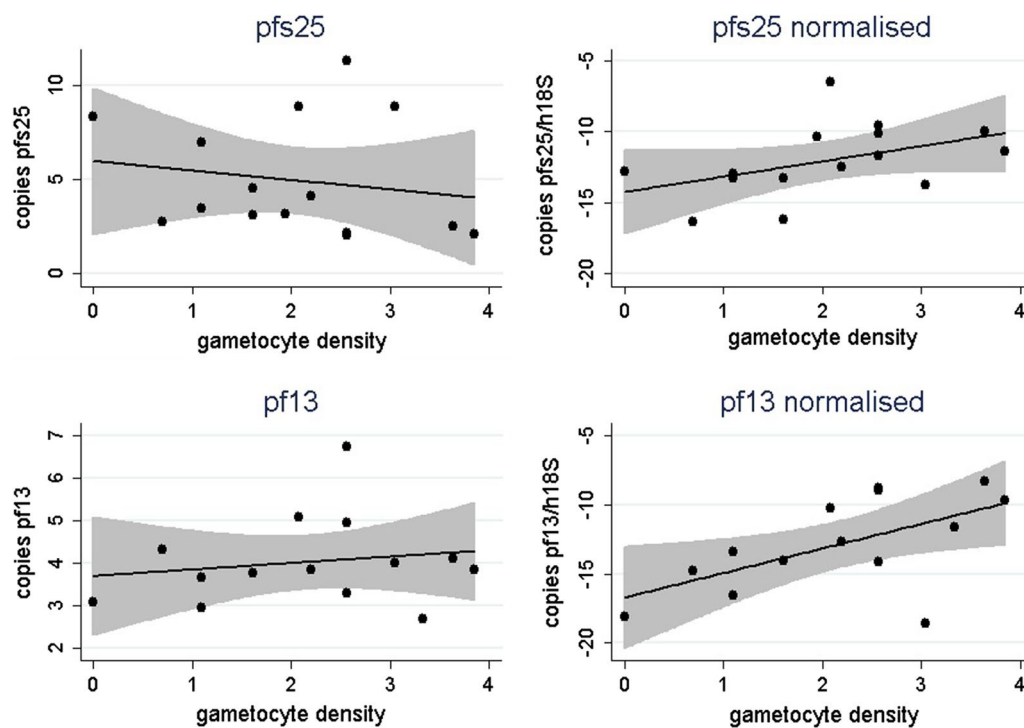 pfs25
copies pfs25
10
5
0
0 1 2 3 4
gametocyte density
pfs25 normalised
copies pfs25/h18S
-5
-10
-15
-20
0 1 2 3 4
gametocyte density
pf13
copies pf13
7
6
5
4
3
2
0 1 2 3 4
gametocyte density
pf13 normalised
copies pf13/h18S
-5
-10
-15
-20
0 1 2 3 4
gametocyte density